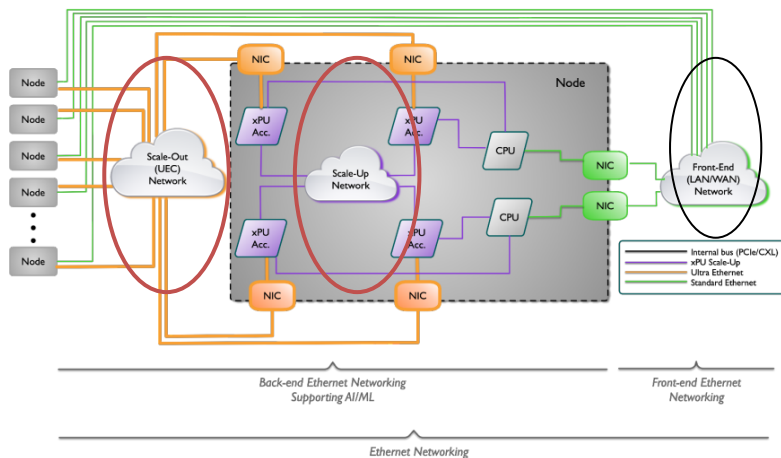 NIC
NIC
Node
Node
Node
Node
Node
Node
xPU
Acc.
xPU
Acc.
CPU
NIC
Scale-Out
(UEC)
Network
Scale-Up
Network
Front-End
(LAN/WAN)
Network
xPU
Acc.
xPU
Acc.
CPU
NIC
NIC
NIC
Internal bus (PCIe/CXL)
xPU Scale-Up
Ultra Ethernet
Standard Ethernet
Back-end Ethernet Networking
Supporting AI/ML
Front-end Ethernet
Networking
Ethernet Networking